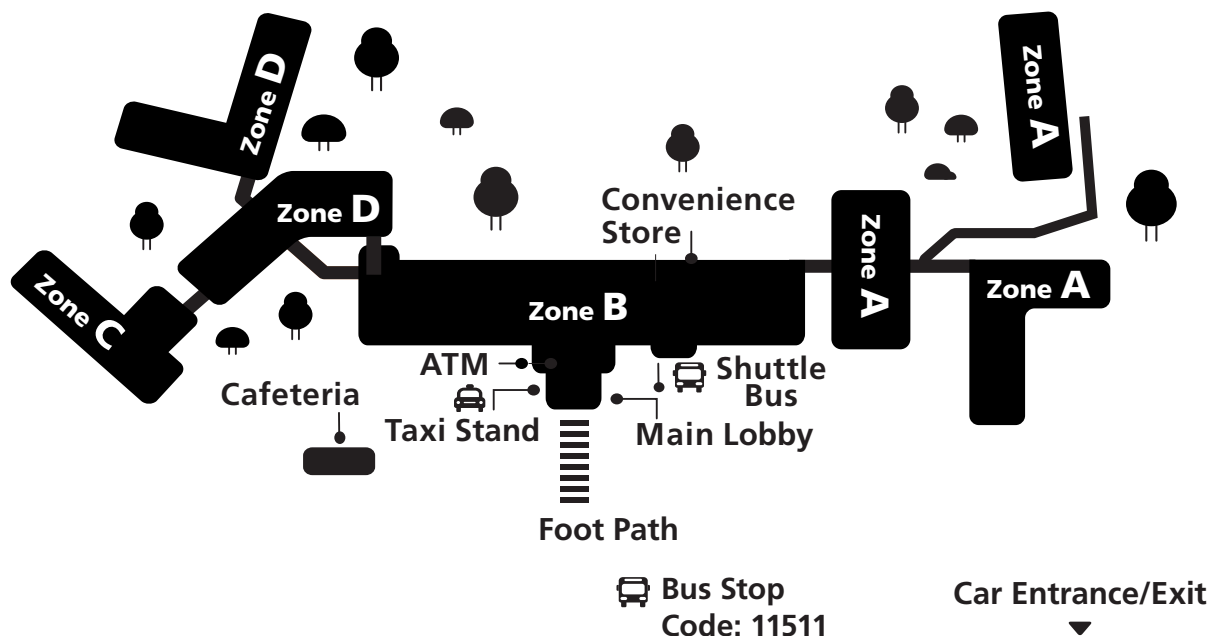 Zone D
Zone A
Zone D
Convenience
Store
Zone A
Zone A
Zone C
Zone B
ATM
Shuttle
Bus
Cafeteria
Taxi Stand
Main Lobby
Foot Path
Bus Stop
Code: 11511
Car Entrance/Exit